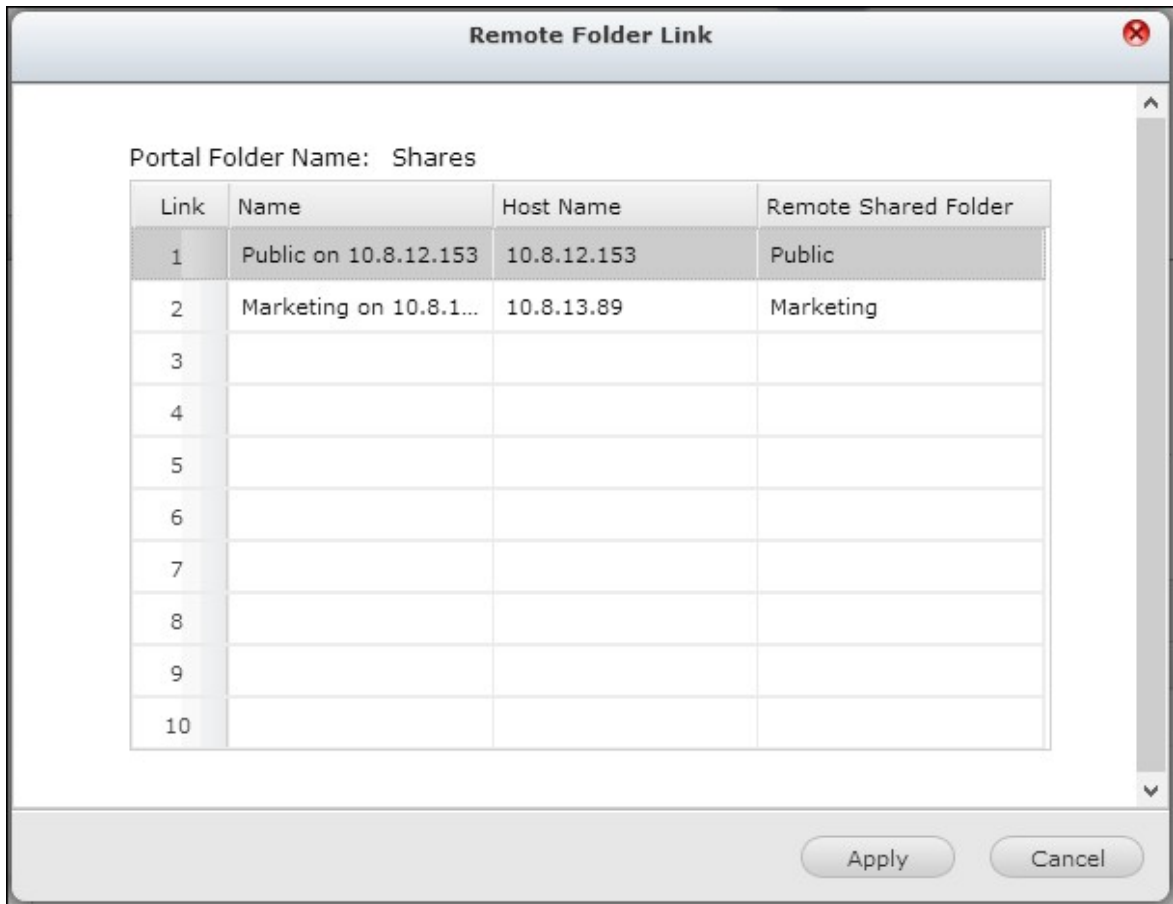 Remote Folder Link
Portal Folder Name: Shares
Link Name Host Name Remote Shared Folder
1 Public on 10.8.12.153 10.8.12.153 Public
2 Marketing on 10.8.1... 10.8.13.89 Marketing
3
4
5
6
7
8
9
10
Apply Cancel